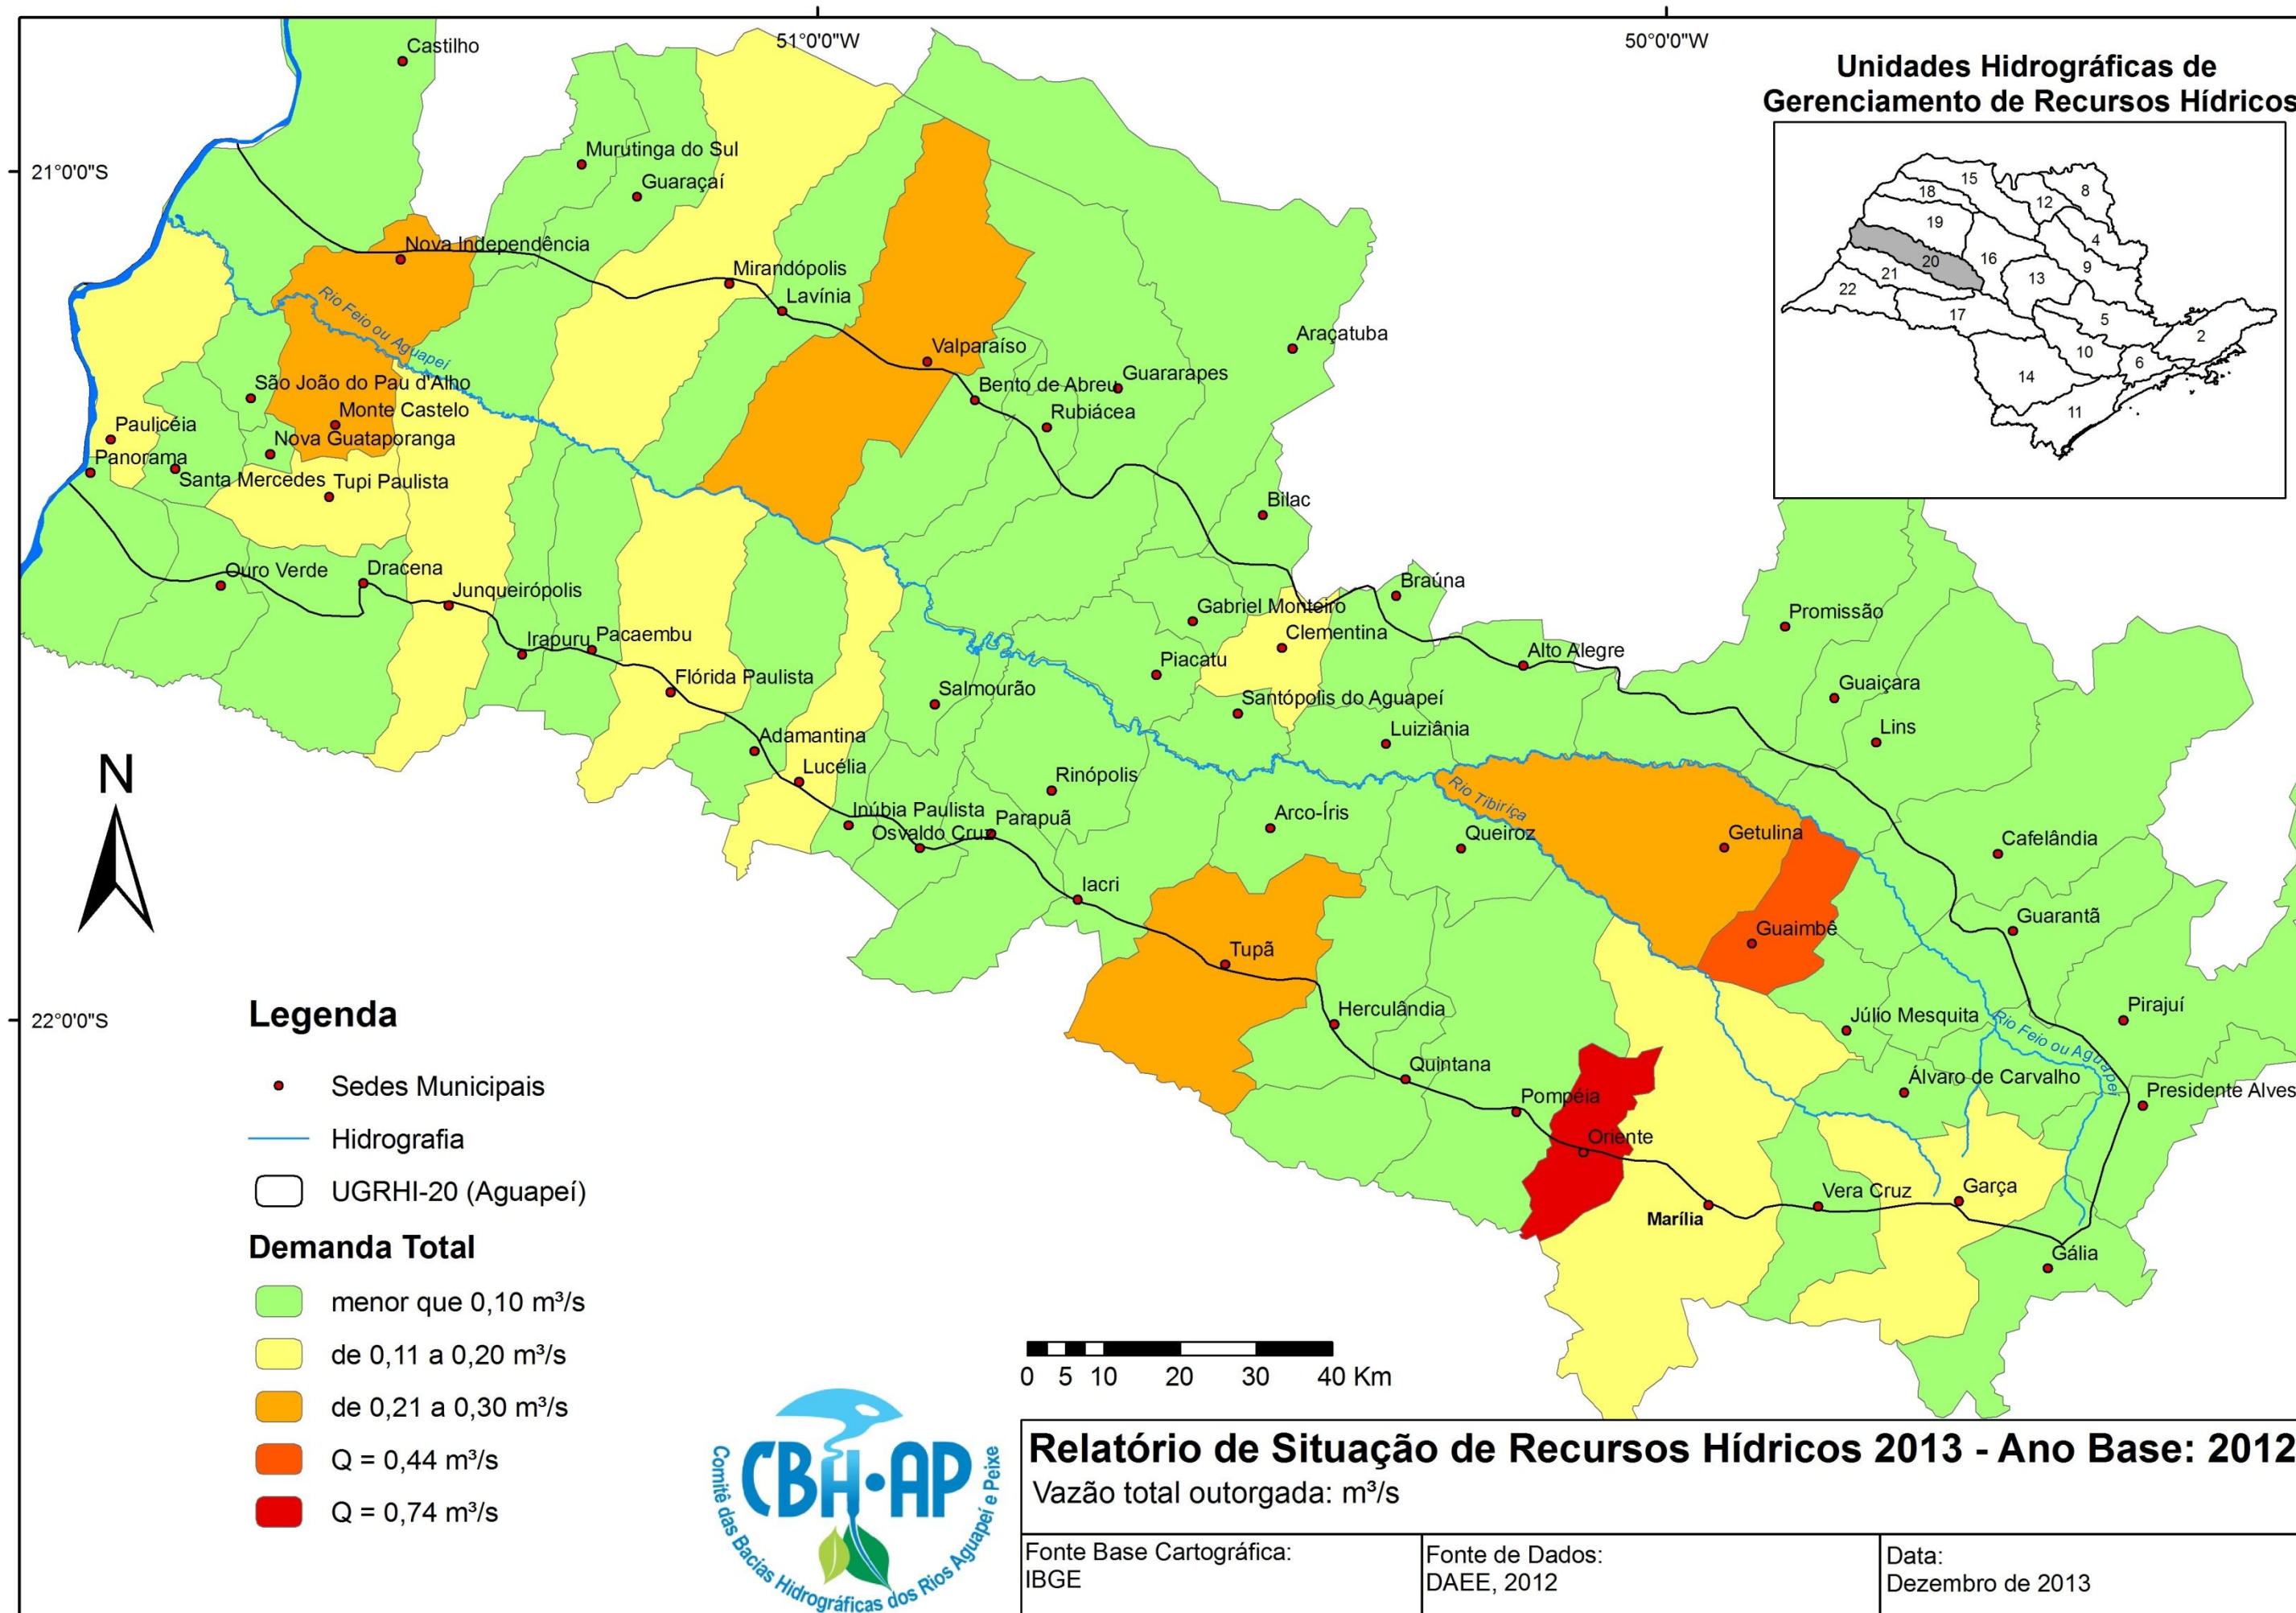 51°0'0"W
50°0'0"W
21°0'0"S
22°0'0"S
Unidades Hidrográficas de
Gerenciamento de Recursos Hídricos
15
18
8
12
19
4
20
16
9
21
13
22
17
5
2
10
6
14
11
Castilho
Murutinga do Sul
Guaraçaí
Nova Independência
Mirandópolis
Lavínia
Rio Feio ou Aguapeí
Araçatuba
Valparaíso
Guararapes
Bento de Abreu
Rubiácea
São João do Pau d'Alho
Monte Castelo
Paulicéia
Nova Guataporanga
Panorama
Santa Mercedes
Tupi Paulista
Bilac
Ouro Verde
Dracena
Junqueirópolis
Braúna
Gabriel Monteiro
Promissão
Irapuru
Pacaembu
Clementina
Alto Alegre
Piacatu
Flórida Paulista
Salmourão
Santópolis do Aguapeí
Guaiçara
Lins
Luiziânia
Adamantina
Lucélia
Rinópolis
Rio Tibiriça
Inúbia Paulista
Parapuã
Osvaldo Cruz
Arco-Íris
Queiroz
Getulina
Cafelândia
Iacri
Guarantã
Guaimbê
Tupã
Herculândia
Júlio Mesquita
Rio Feio ou Aguapeí
Pirajuí
Quintana
Álvaro de Carvalho
Presidente Alves
Pompéia
Oriente
Vera Cruz
Garça
Marília
Gália
N
Legenda
Sedes Municipais
Hidrografia
UGRHI-20 (Aguapeí)
Demanda Total
menor que 0,10 m³/s
de 0,11 a 0,20 m³/s
de 0,21 a 0,30 m³/s
Q = 0,44 m³/s
Q = 0,74 m³/s
0 5 10 20 30 40 Km
CBH•AP
Comitê das Bacias Hidrográficas dos Rios Aguapeí e Peixe
Relatório de Situação de Recursos Hídricos 2013 - Ano Base: 2012
Vazão total outorgada: m³/s
Fonte Base Cartográfica:
IBGE
Fonte de Dados:
DAEE, 2012
Data:
Dezembro de 2013